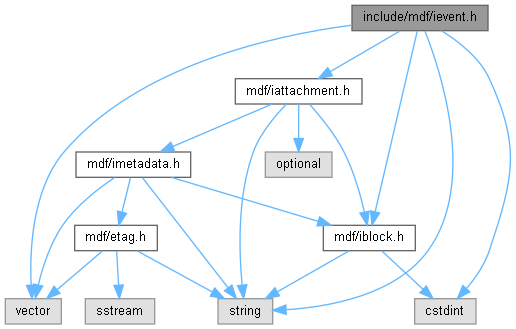 include/mdf/ievent.h
mdf/iattachment.h
mdf/imetadata.h
optional
mdf/etag.h
mdf/iblock.h
vector
sstream
string
cstdint